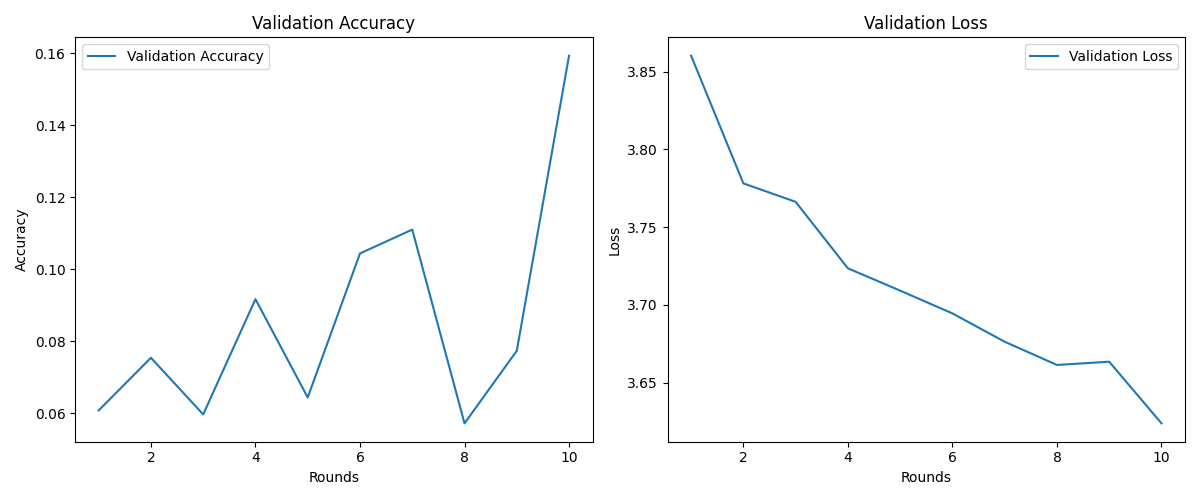 Validation Accuracy
Validation Accuracy
Accuracy
0.16
0.14
0.12
0.10
0.08
0.06
2 4 6 8 10
Rounds
Validation Loss
Validation Loss
Loss
3.85
3.80
3.75
3.70
3.65
2 4 6 8 10
Rounds